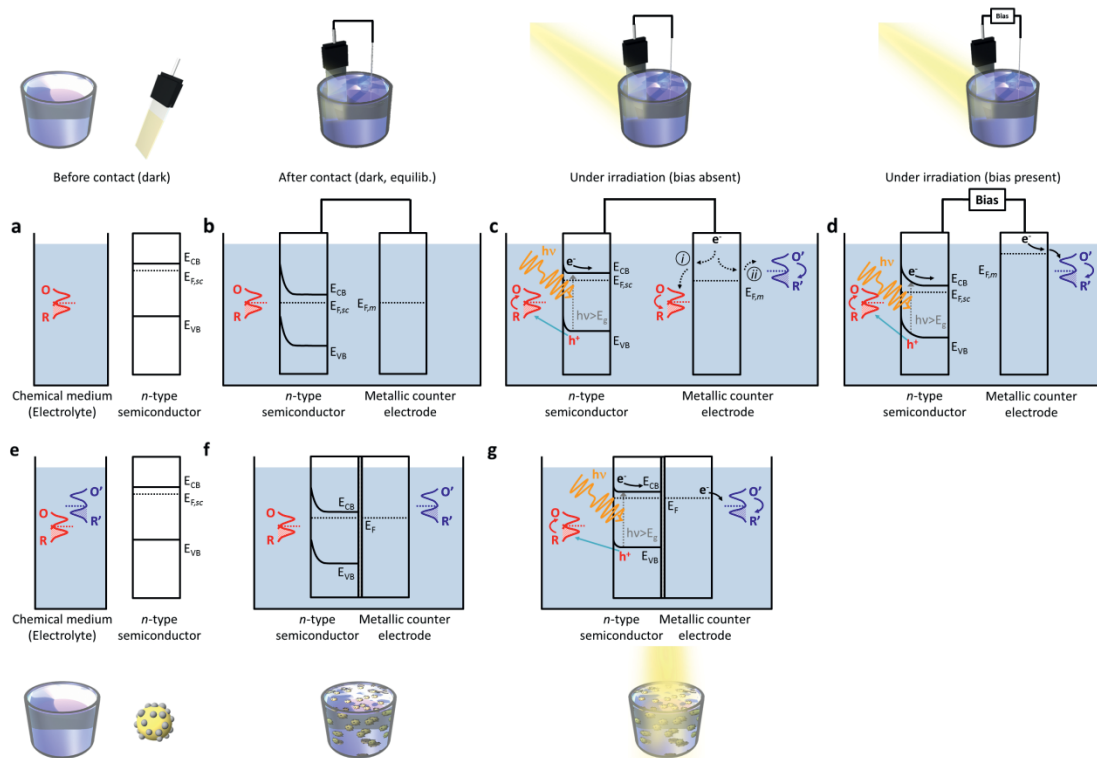 Bias
Before contact (dark)
After contact (dark, equilib.)
Under irradiation (bias absent)
Under irradiation (bias present)
a
O
R
E_CB
E_F,sc
E_VB
Chemical medium
(Electrolyte)
n-type
semiconductor
b
O
R
E_CB
E_F,sc
E_VB
E_F,m
n-type
semiconductor
Metallic counter
electrode
c
hν
e⁻
E_CB
E_F,sc
O
R
hν>E_g
h⁺
E_VB
i
O
R
e⁻
ii
E_F,m
O'
R'
n-type
semiconductor
Metallic counter
electrode
Bias
d
hν
e⁻
E_CB
E_F,sc
O
R
hν>E_g
h⁺
E_VB
e⁻
E_F,m
O'
R'
n-type
semiconductor
Metallic counter
electrode
e
O'
R'
O
R
E_CB
E_F,sc
E_VB
Chemical medium
(Electrolyte)
n-type
semiconductor
f
O
R
E_CB
E_F
E_VB
O'
R'
n-type
semiconductor
Metallic counter
electrode
g
hν
e⁻
E_CB
E_F
O
R
hν>E_g
h⁺
E_VB
e⁻
O'
R'
n-type
semiconductor
Metallic counter
electrode